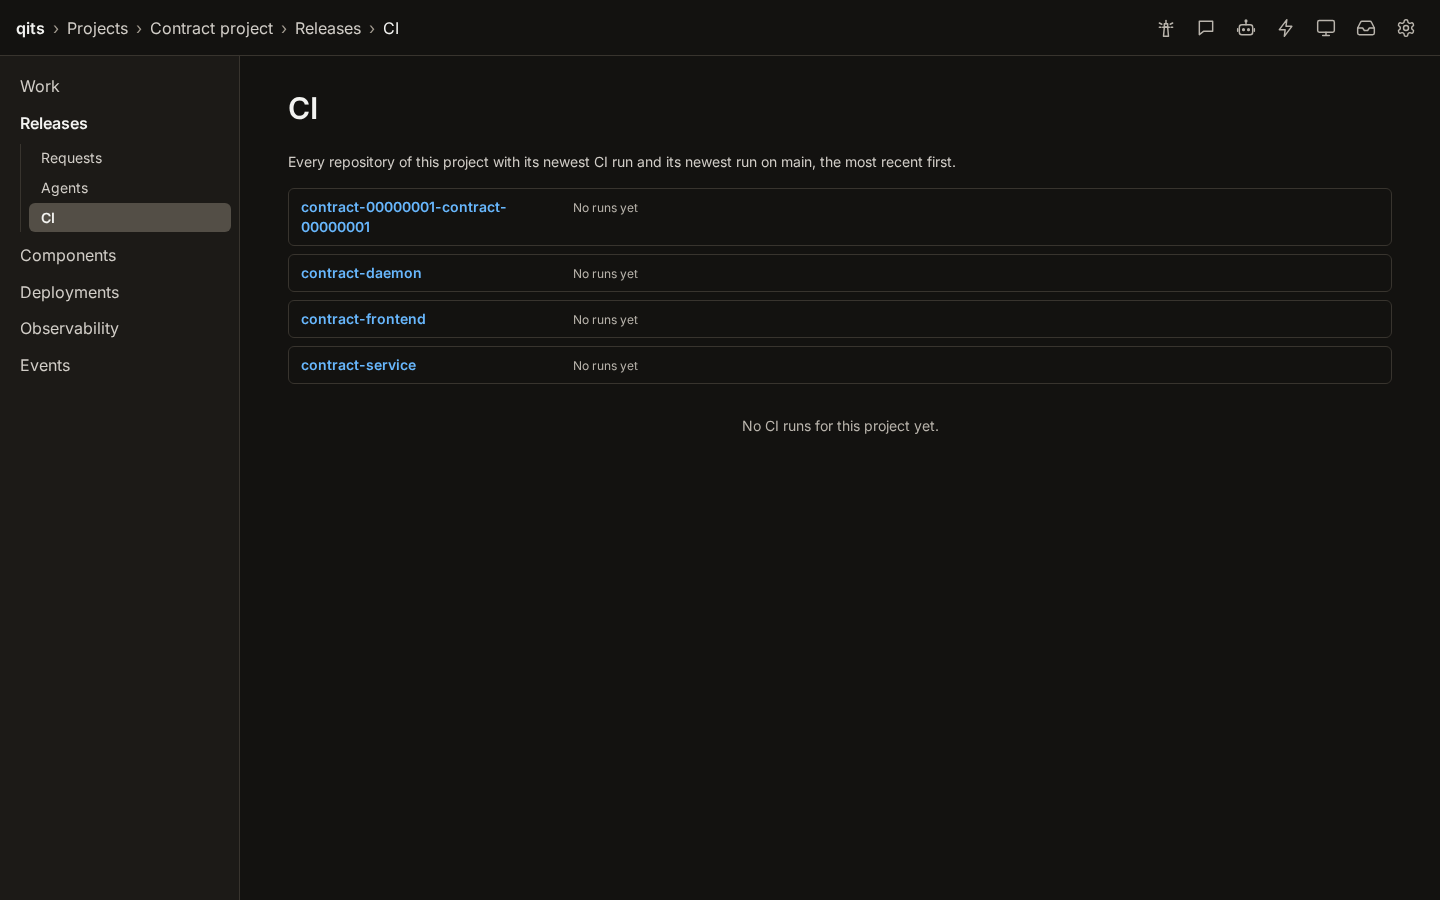 qits › Projects › Contract project › Releases › CI
Work
Releases
Requests
Agents
CI
Components
Deployments
Observability
Events
CI
Every repository of this project with its newest CI run and its newest run on main, the most recent first.
contract-00000001-contract-
00000001
No runs yet
contract-daemon No runs yet
contract-frontend No runs yet
contract-service No runs yet
No CI runs for this project yet.